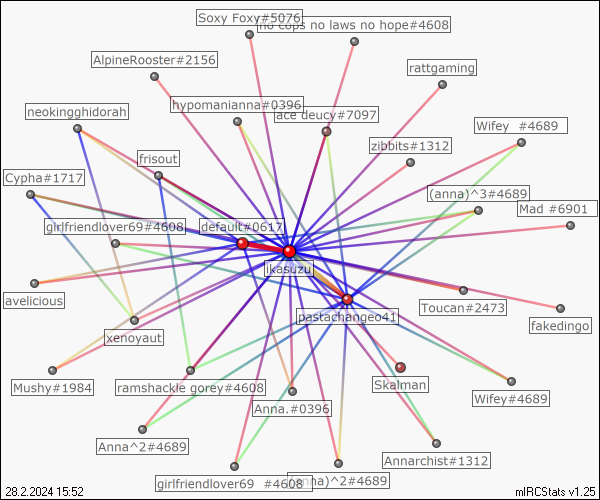 Soxy Foxy#5076
no cops no laws no hope#4608
AlpineRooster#2156
rattgaming
neokingghidorah
hypomanianna#0396
ace deucy#7097
Wifey #4689
zibbits#1312
frisout
Cypha#1717
(anna)^3#4689
Mad #6901
girlfriendlover69#4608
default#0617
ikasuzu
avelicious
pastachangeo41
Toucan#2473
fakedingo
xenoyaut
Mushy#1984
ramshackle gorey#4608
Skalman
Wifey#4689
Anna.#0396
Anna^2#4689
Annarchist#1312
girlfriendlover69 #4608
(anna)^2#4689
28.2.2024 15:52
mIRCStats v1.25